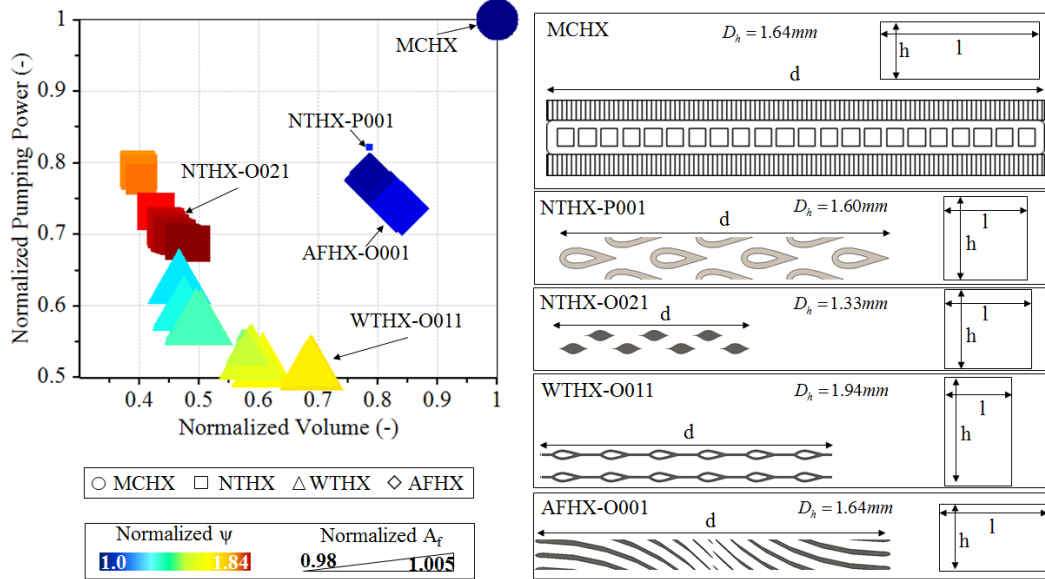 Normalized Pumping Power (-)
1
0.9
0.8
0.7
0.6
0.5
0.4
0.5
0.6
0.7
0.8
0.9
1
Normalized Volume (-)
MCHX
NTHX-P001
NTHX-O021
AFHX-O001
WTHX-O011
MCHX NTHX WTHX AFHX
Normalized ψ
1.0 1.84
Normalized A_f
0.98 1.005
MCHX D_h = 1.64mm
h l
d
NTHX-P001 D_h = 1.60mm
d
h l
NTHX-O021 D_h = 1.33mm
d
h l
WTHX-O011 D_h = 1.94mm
d
h l
AFHX-O001 D_h = 1.64mm
d
h l